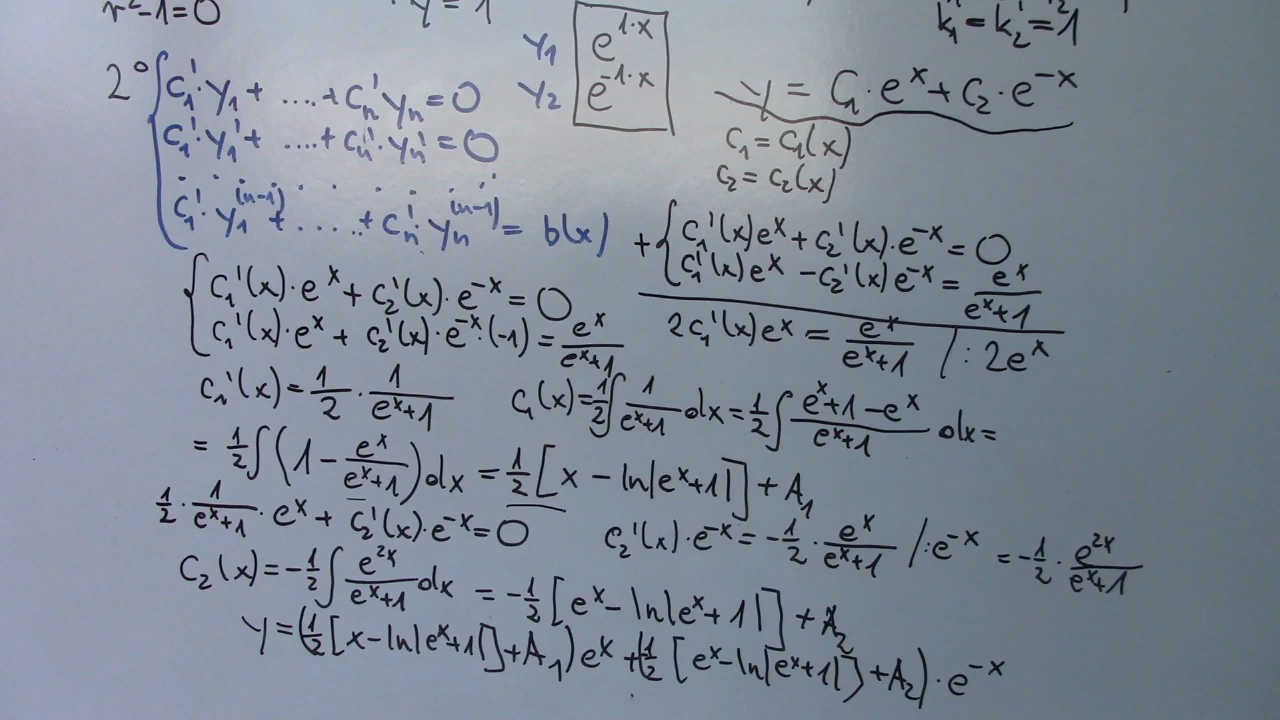 r²-1=0
y=1
k₁=k₂=1
2° { c₁'·y₁+ ....+cₙ'yₙ=0
c₁'·y₁'+ ....+cₙ'·yₙ'=0
. . . . . . . . .
c₁'·y₁⁽ⁿ⁻¹⁾+.....+cₙ'·yₙ⁽ⁿ⁻¹⁾= b(x)
y₁ e^{1·x}
y₂ e^{-1·x}
y = C₁·e^x+C₂·e^{-x}
C₁=C₁(x)
C₂=C₂(x)
+{ C₁'(x)e^x+C₂'(x)·e^{-x}=0
C₁'(x)e^x -C₂'(x)e^{-x}= e^x/(e^x+1)
2C₁'(x)e^x = e^x/(e^x+1) /:2e^x
{ C₁'(x)·e^x+C₂'(x)·e^{-x}=0
C₁'(x)·e^x+ C₂'(x)·e^{-x}·(-1)= e^x/(e^x+1)
C₁'(x)=1/2 · 1/(e^x+1) C₁(x)=1/2∫ 1/(e^x+1) dx=1/2∫ (e^x+1-e^x)/(e^x+1) dx=
= 1/2∫(1- e^x/(e^x+1))dx = 1/2[x-ln|e^x+1|]+A₁
1/2· 1/(e^x+1) ·e^x+ C₂'(x)·e^{-x}=0 C₂'(x)·e^{-x}=-1/2· e^x/(e^x+1) /:e^{-x} =-1/2· e^{2x}/(e^x+1)
C₂(x)=-1/2∫ e^{2x}/(e^x+1) dx = -1/2[e^x-ln|e^x+1|]+A₂
y=(1/2[x-ln|e^x+1|]+A₁)e^x+(1/2[e^x-ln|e^x+1|]+A₂)·e^{-x}